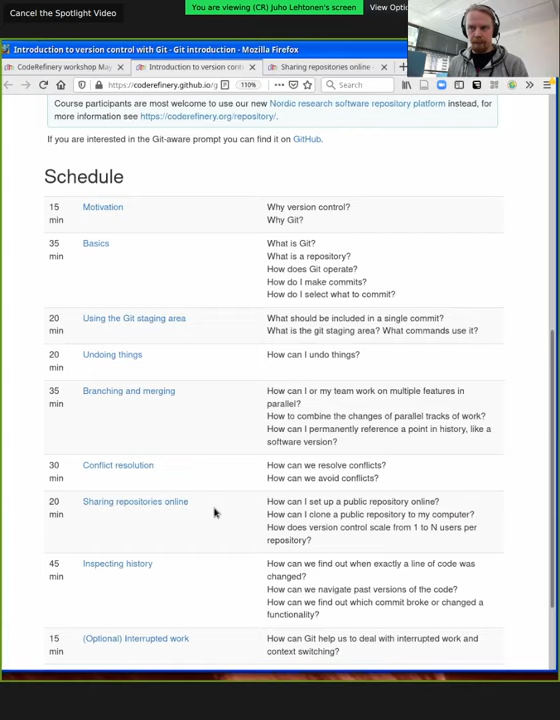 Cancel the Spotlight Video
You are viewing (CR) Juho Lehtonen's screen
View Optio
Introduction to version control with Git - Git introduction - Mozilla Firefox
CodeRefinery workshop May
Introduction to version cont
Sharing repositories online
https://coderefinery.github.io/g
110%
Search
Course participants are most welcome to use our new Nordic research software repository platform instead, for
more information see https://coderefinery.org/repository/.
If you are interested in the Git-aware prompt you can find it on GitHub.
Schedule
15 min
Motivation
Why version control?
Why Git?
35 min
Basics
What is Git?
What is a repository?
How does Git operate?
How do I make commits?
How do I select what to commit?
20 min
Using the Git staging area
What should be included in a single commit?
What is the git staging area? What commands use it?
20 min
Undoing things
How can I undo things?
35 min
Branching and merging
How can I or my team work on multiple features in
parallel?
How to combine the changes of parallel tracks of work?
How can I permanently reference a point in history, like a
software version?
30 min
Conflict resolution
How can we resolve conflicts?
How can we avoid conflicts?
20 min
Sharing repositories online
How can I set up a public repository online?
How can I clone a public repository to my computer?
How does version control scale from 1 to N users per
repository?
45 min
Inspecting history
How can we find out when exactly a line of code was
changed?
How can we navigate past versions of the code?
How can we find out which commit broke or changed a
functionality?
15 min
(Optional) Interrupted work
How can Git help us to deal with interrupted work and
context switching?